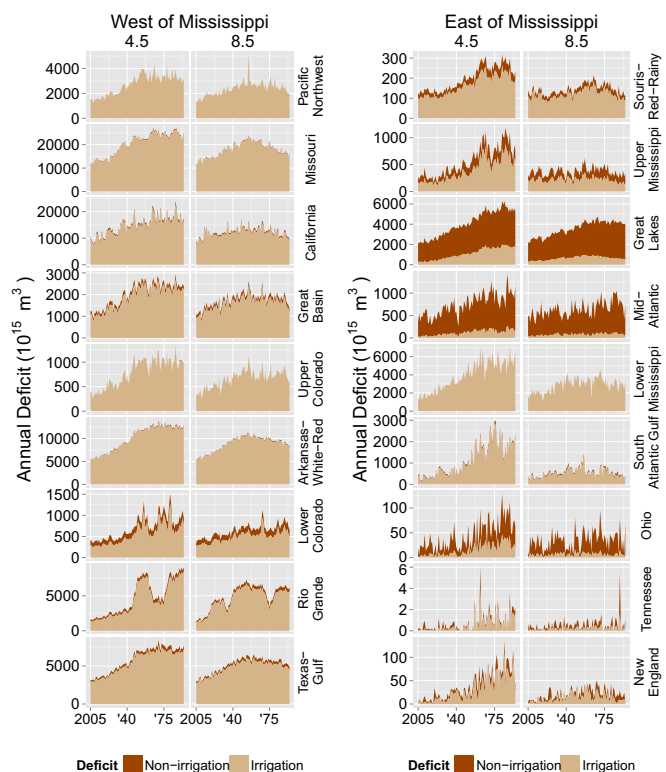 West of Mississippi
4.5
8.5
Annual Deficit (10^15 m^3)
4000
2000
0
Pacific
Northwest
20000
10000
0
Missouri
20000
10000
0
California
3000
2000
1000
0
Great
Basin
1000
500
0
Upper
Colorado
10000
5000
0
Arkansas-
White-Red
1500
1000
500
0
Lower
Colorado
5000
0
Rio
Grande
5000
0
Texas-
Gulf
2005 '40 '75
2005 '40 '75
East of Mississippi
4.5
8.5
Annual Deficit (10^15 m^3)
300
200
100
0
Souris-
Red-Rainy
1000
500
0
Upper
Mississippi
6000
4000
2000
0
Great
Lakes
1000
500
0
Mid-
Atlantic
6000
4000
2000
0
Lower
Mississippi
3000
2000
1000
0
South
Atlantic Gulf
100
50
0
Ohio
6
4
2
0
Tennessee
100
50
0
New
England
2005 '40 '75
2005 '40 '75
Deficit Non-irrigation Irrigation
Deficit Non-irrigation Irrigation